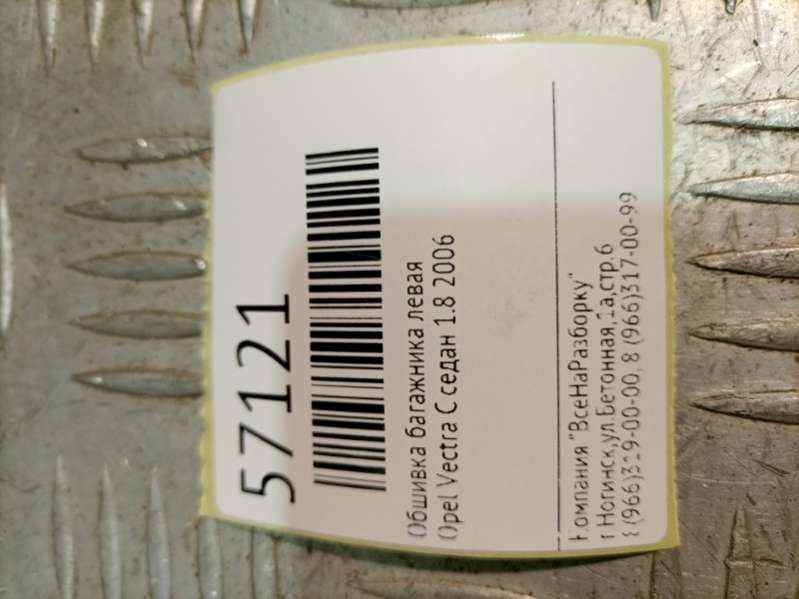 57121
Обшивка багажника левая
Opel Vectra C седан 1.8 2006
Компания "ВсеНаРазборку"
г.Ногинск,ул.Бетонная,1а,стр.6
8 (966)319-00-00, 8 (966)317-00-99